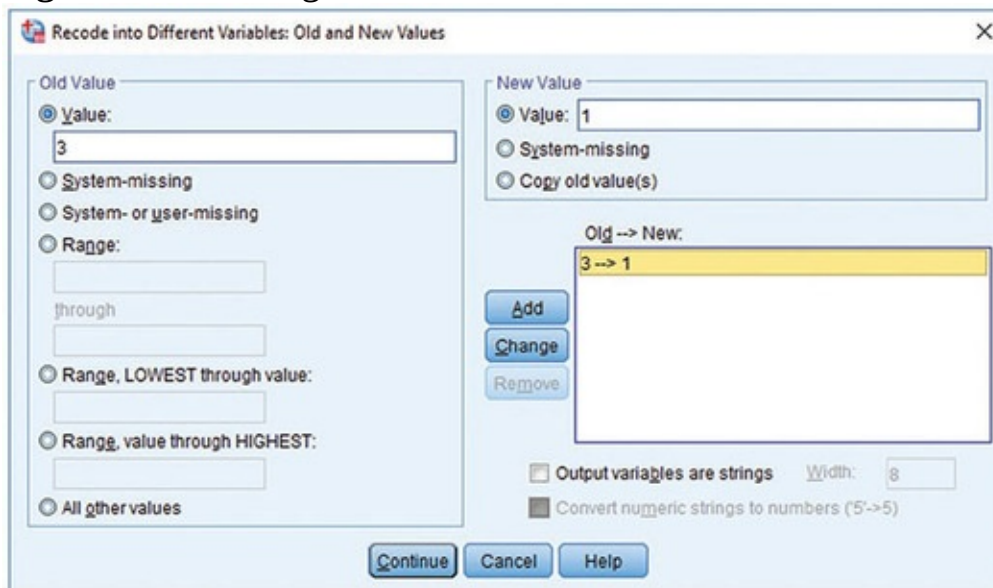 Recode into Different Variables: Old and New Values
Old Value
Value:
3
System-missing
System- or user-missing
Range:
through
Range, LOWEST through value:
Range, value through HIGHEST:
All other values
New Value
Value: 1
System-missing
Copy old value(s)
Old --> New:
3 --> 1
Add
Change
Remove
Output variables are strings Width: 8
Convert numeric strings to numbers ('5'->5)
Continue Cancel Help